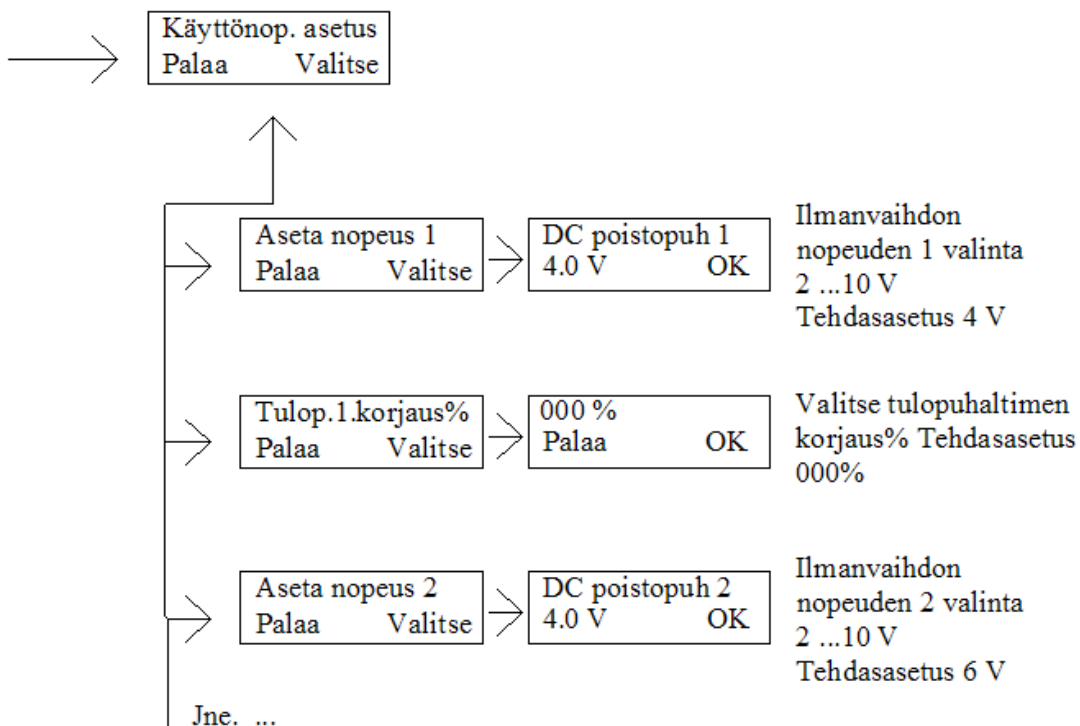 Käyttönop. asetus
Palaa Valitse
Aseta nopeus 1
Palaa Valitse
DC poistopuh 1
4.0 V OK
Ilmanvaihdon
nopeuden 1 valinta
2 ...10 V
Tehdasasetus 4 V
Tulop.1.korjaus%
Palaa Valitse
000 %
Palaa OK
Valitse tulopuhaltimen
korjaus% Tehdasasetus
000%
Aseta nopeus 2
Palaa Valitse
DC poistopuh 2
4.0 V OK
Ilmanvaihdon
nopeuden 2 valinta
2 ...10 V
Tehdasasetus 6 V
Jne. ...